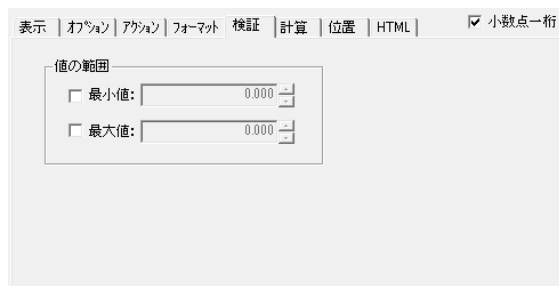 表示 オプション アクション フォーマット 検証 計算 位置 HTML 小数点一桁
値の範囲
最小値: 0.000
最大値: 0.000